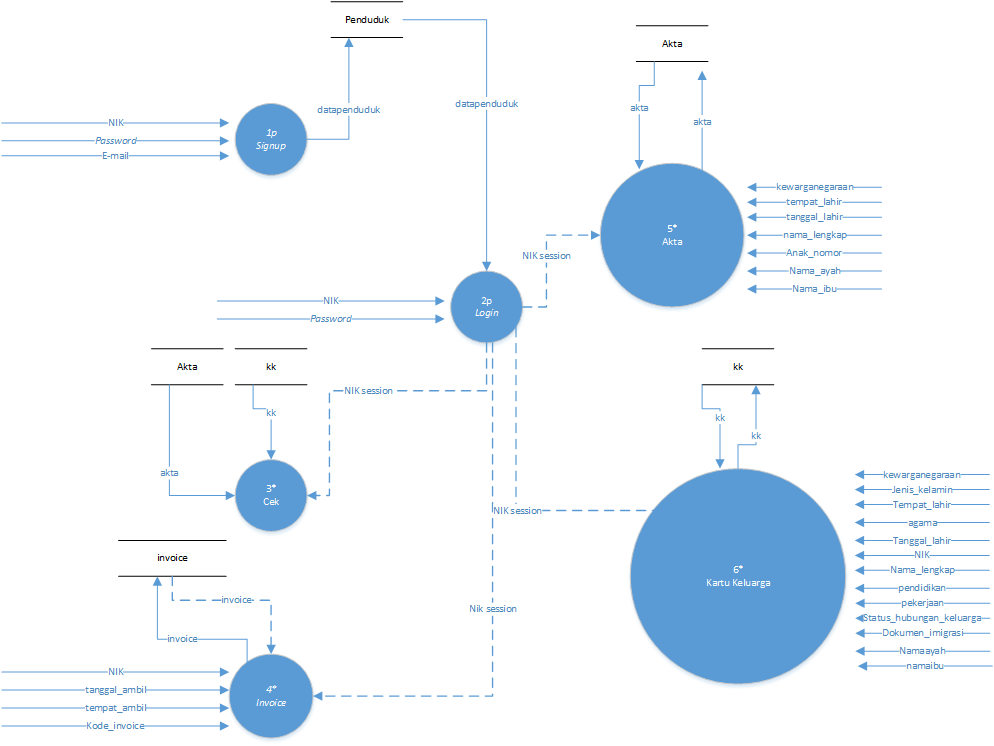 Penduduk
Akta
datapenduduk
datapenduduk
akta
akta
NIK
Password
E-mail
1p
Signup
kewarganegaraan
tempat_lahir
tanggal_lahir
nama_lengkap
Anak_nomor
Nama_ayah
Nama_ibu
5*
Akta
NIK session
NIK
Password
2p
Login
Akta
kk
kk
NIK session
kk
kk
kk
akta
3*
Cek
kewarganegaraan
Jenis_kelamin
Tempat_lahir
agama
Tanggal_lahir
NIK
Nama_lengkap
pendidikan
pekerjaan
Status_hubungan_keluarga
Dokumen_imigrasi
Namaayah
namaibu
NIK session
6*
Kartu Keluarga
invoice
invoice
Nik session
invoice
NIK
tanggal_ambil
tempat_ambil
Kode_invoice
4*
Invoice